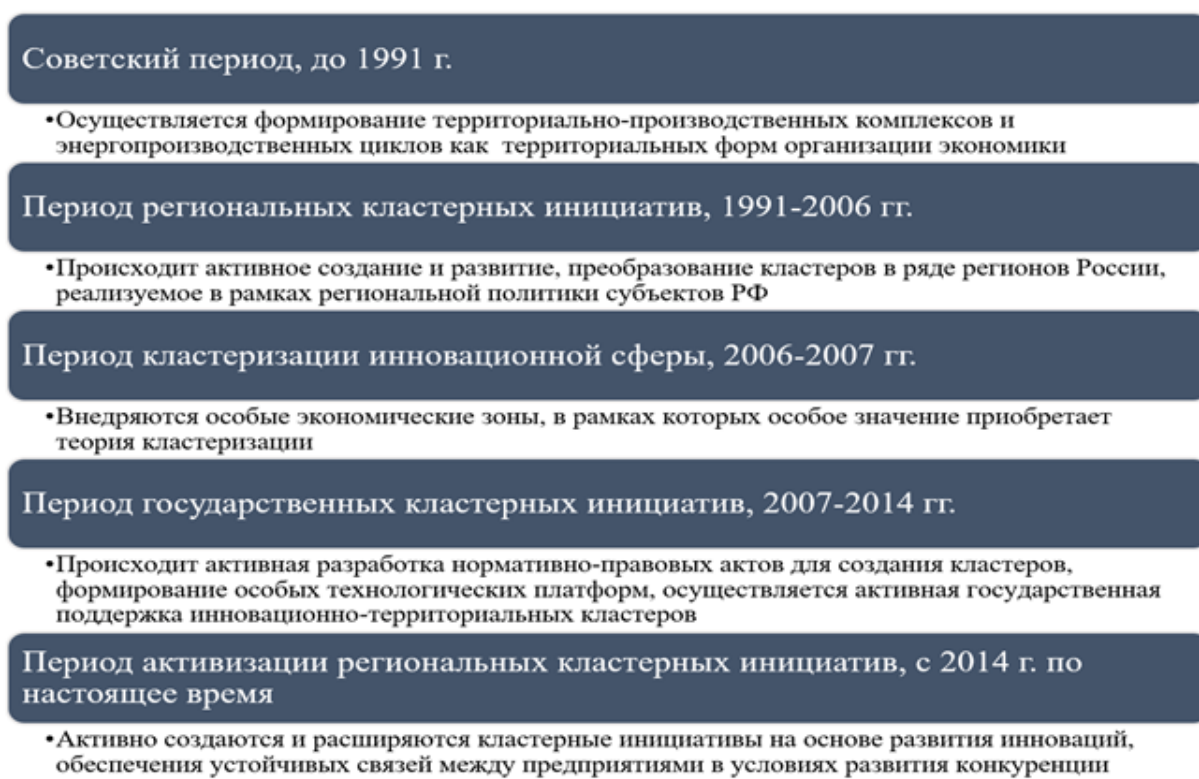 Советский период, до 1991 г.
•Осуществляется формирование территориально-производственных комплексов и
энергопроизводственных циклов как территориальных форм организации экономики
Период региональных кластерных инициатив, 1991-2006 гг.
•Происходит активное создание и развитие, преобразование кластеров в ряде регионов России,
реализуемое в рамках региональной политики субъектов РФ
Период кластеризации инновационной сферы, 2006-2007 гг.
•Внедряются особые экономические зоны, в рамках которых особое значение приобретает
теория кластеризации
Период государственных кластерных инициатив, 2007-2014 гг.
•Происходит активная разработка нормативно-правовых актов для создания кластеров,
формирование особых технологических платформ, осуществляется активная государственная
поддержка инновационно-территориальных кластеров
Период активизации региональных кластерных инициатив, с 2014 г. по
настоящее время
•Активно создаются и расширяются кластерные инициативы на основе развития инноваций,
обеспечения устойчивых связей между предприятиями в условиях развития конкуренции